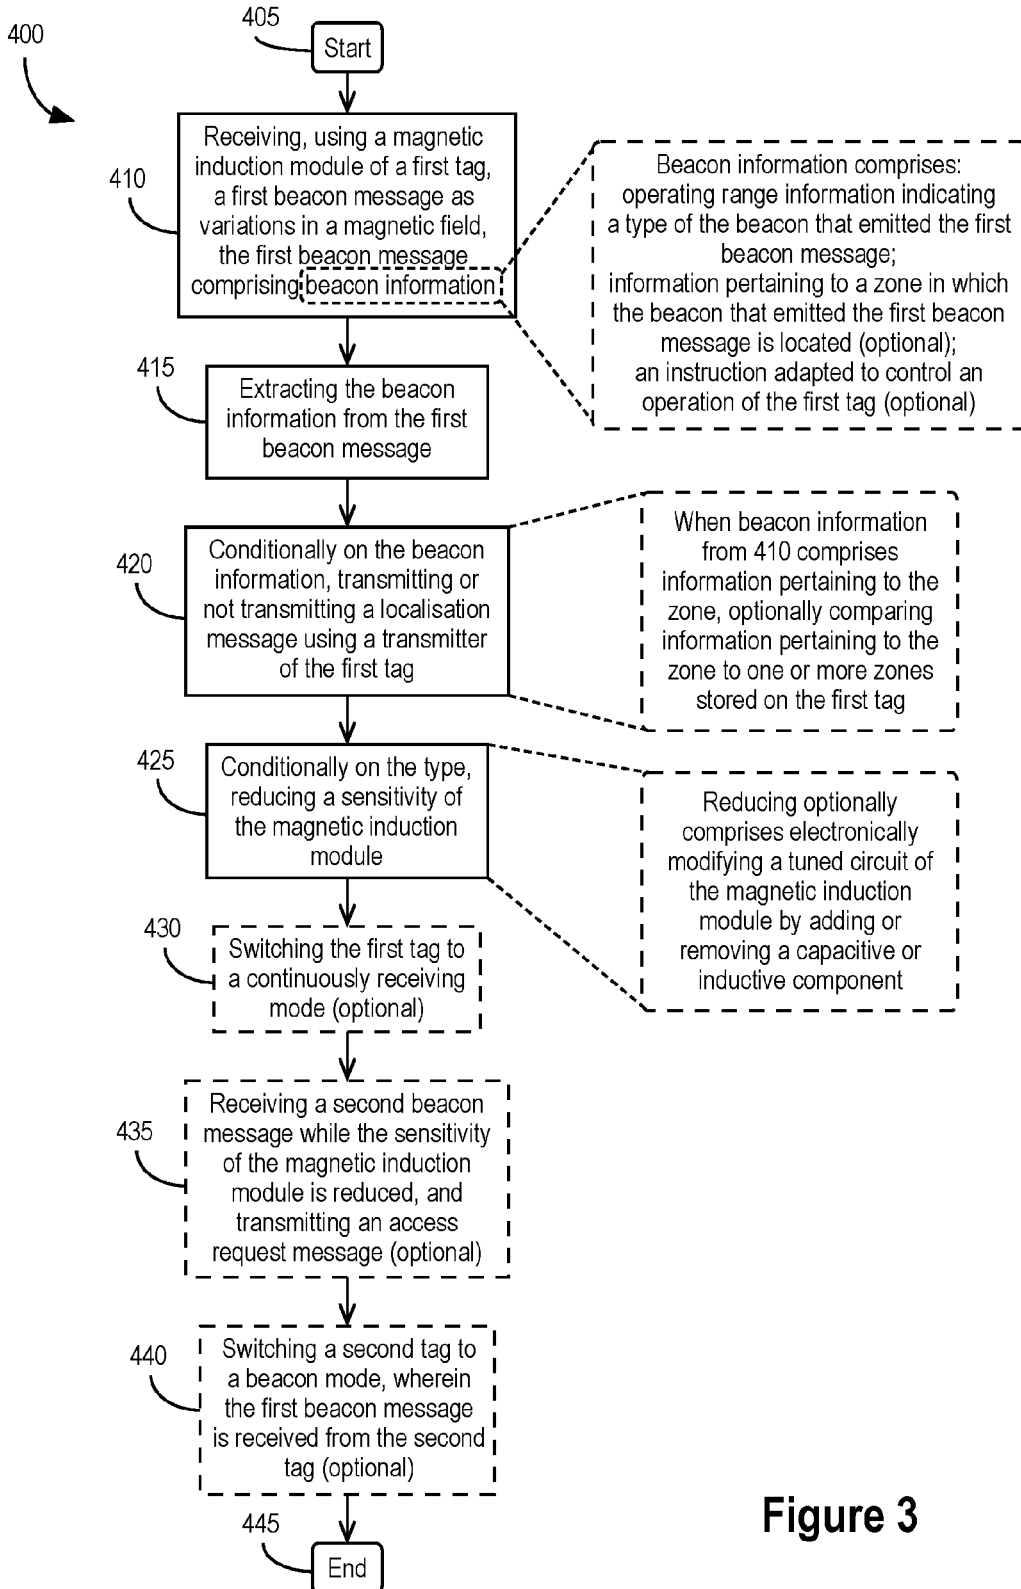 400
405
Start
410
Receiving, using a magnetic
induction module of a first tag,
a first beacon message as
variations in a magnetic field,
the first beacon message
comprising beacon information
Beacon information comprises:
operating range information indicating
a type of the beacon that emitted the first
beacon message;
information pertaining to a zone in which
the beacon that emitted the first beacon
message is located (optional);
an instruction adapted to control an
operation of the first tag (optional)
415
Extracting the beacon
information from the first
beacon message
420
Conditionally on the beacon
information, transmitting or
not transmitting a localisation
message using a transmitter
of the first tag
When beacon information
from 410 comprises
information pertaining to the
zone, optionally comparing
information pertaining to the
zone to one or more zones
stored on the first tag
425
Conditionally on the type,
reducing a sensitivity of
the magnetic induction
module
Reducing optionally
comprises electronically
modifying a tuned circuit of
the magnetic induction
module by adding or
removing a capacitive or
inductive component
430
Switching the first tag to
a continuously receiving
mode (optional)
435
Receiving a second beacon
message while the sensitivity
of the magnetic induction
module is reduced, and
transmitting an access
request message (optional)
440
Switching a second tag to
a beacon mode, wherein
the first beacon message
is received from the second
tag (optional)
445
End
Figure 3